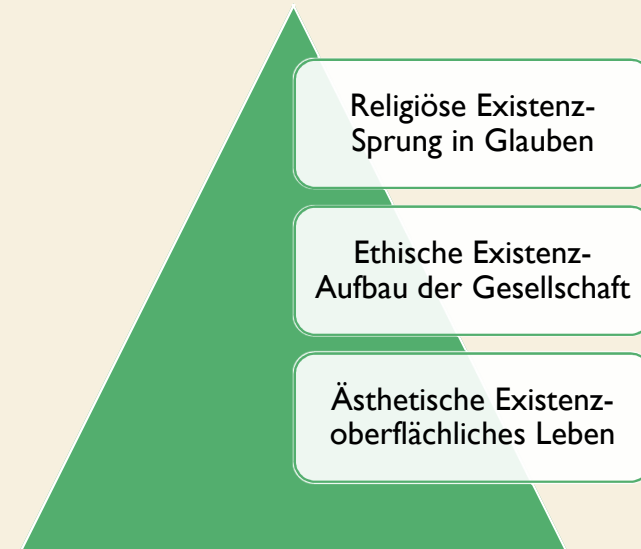 Religiöse Existenz-
Sprung in Glauben
Ethische Existenz-
Aufbau der Gesellschaft
Ästhetische Existenz-
oberflächliches Leben